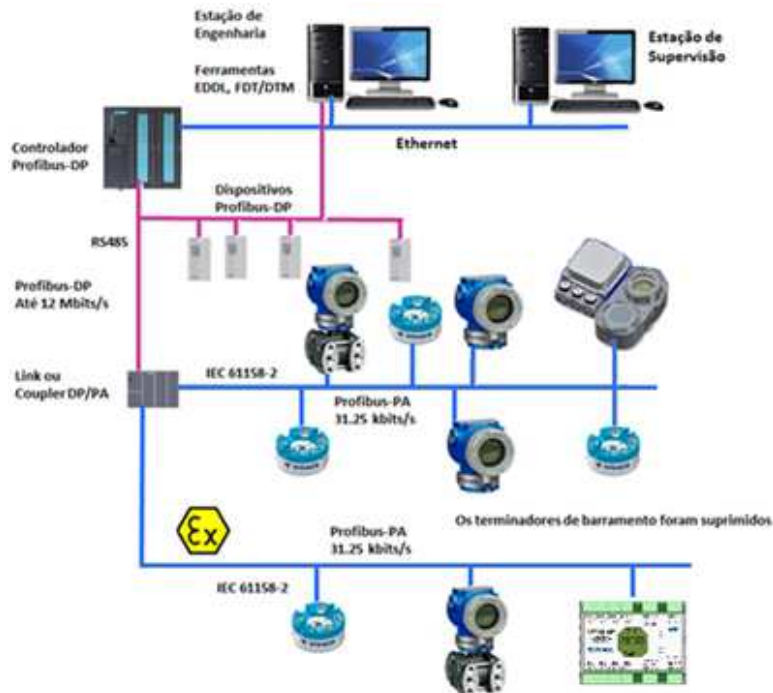 Estação de
Engenharia
Ferramentas
EDDL, FDT/DTM
Estação de
Supervisão
Controlador
Profibus-DP
Ethernet
Dispositivos
Profibus-DP
RS485
Profibus-DP
Até 12 Mbits/s
IEC 61158-2
Link ou
Coupler DP/PA
Profibus-PA
31.25 kbits/s
Os terminadores de barramento foram suprimidos
Ex
Profibus-PA
31.25 kbits/s
IEC 61158-2